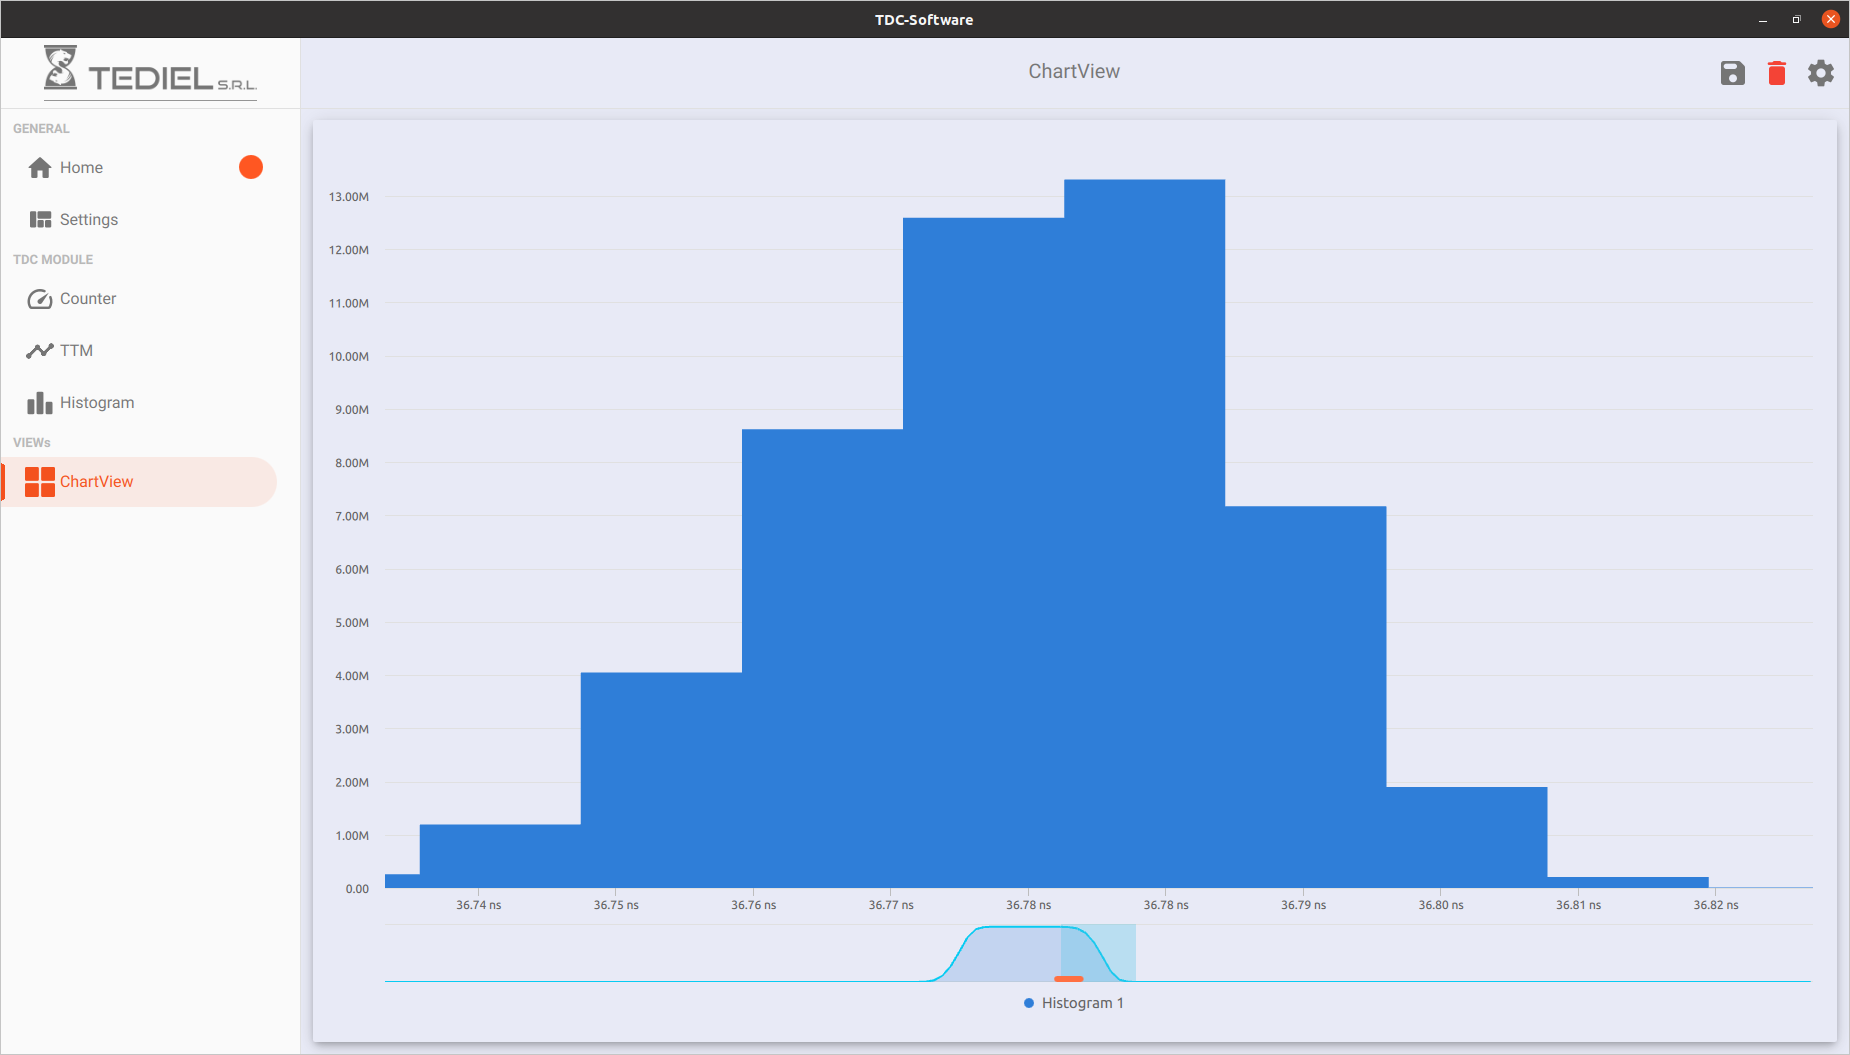 TDC-Software
TEDIEL S.R.L.
ChartView
GENERAL
Home
Settings
TDC MODULE
Counter
TTM
Histogram
VIEWs
ChartView
13.00M
12.00M
11.00M
10.00M
9.00M
8.00M
7.00M
6.00M
5.00M
4.00M
3.00M
2.00M
1.00M
0.00
36.74 ns 36.75 ns 36.76 ns 36.77 ns 36.78 ns 36.78 ns 36.79 ns 36.80 ns 36.81 ns 36.82 ns
Histogram 1